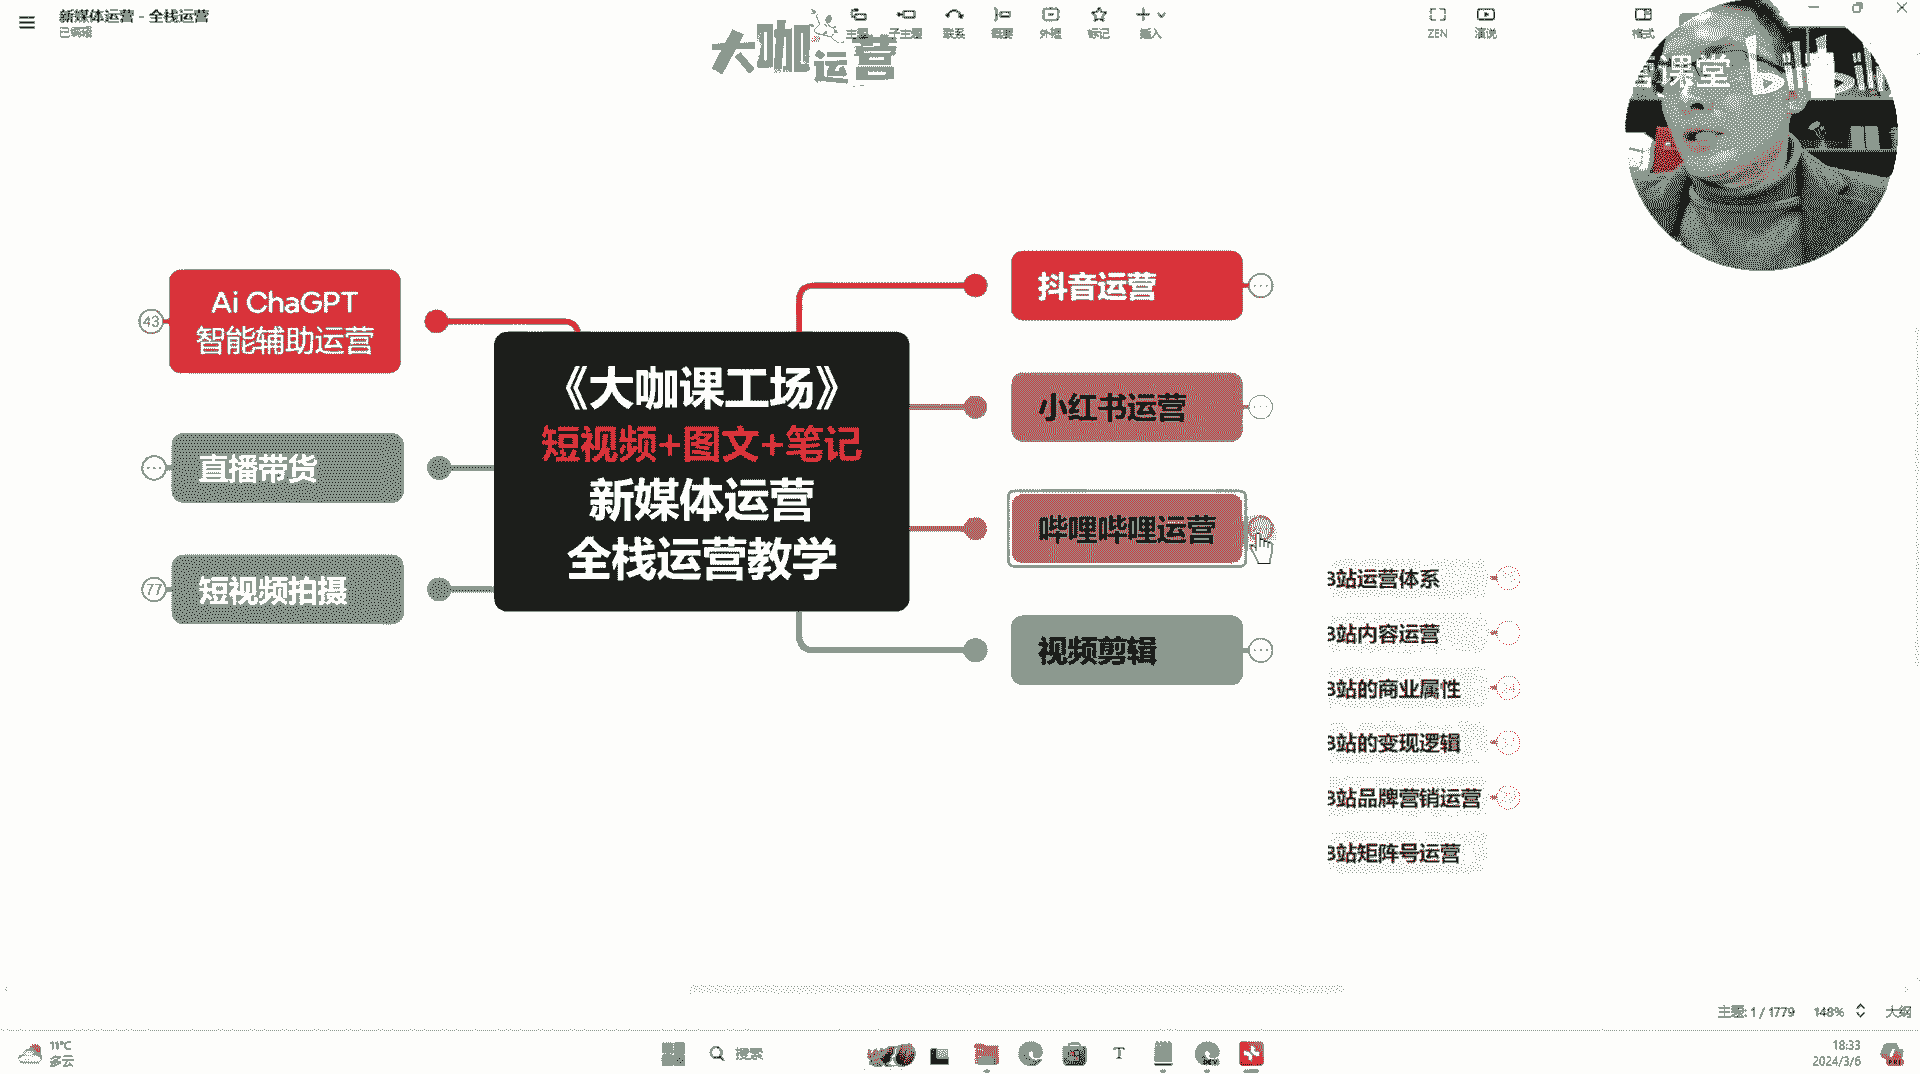 新媒体运营 - 全栈运营
已编辑
主题
子主题
联系
概要
外框
标记
插入
ZEN
演说
格式
大咖运营
课堂
bilibili
Ai ChaGPT
智能辅助运营
43
直播带货
短视频拍摄
77
《大咖课工场》
短视频+图文+笔记
新媒体运营
全栈运营教学
抖音运营
小红书运营
哔哩哔哩运营
视频剪辑
B站运营体系
B站内容运营
B站的商业属性
B站的变现逻辑
B站品牌营销运营
B站矩阵号运营
主题: 1 / 1779
148%
大纲
11°C
多云
搜索
18:33
2024/3/6